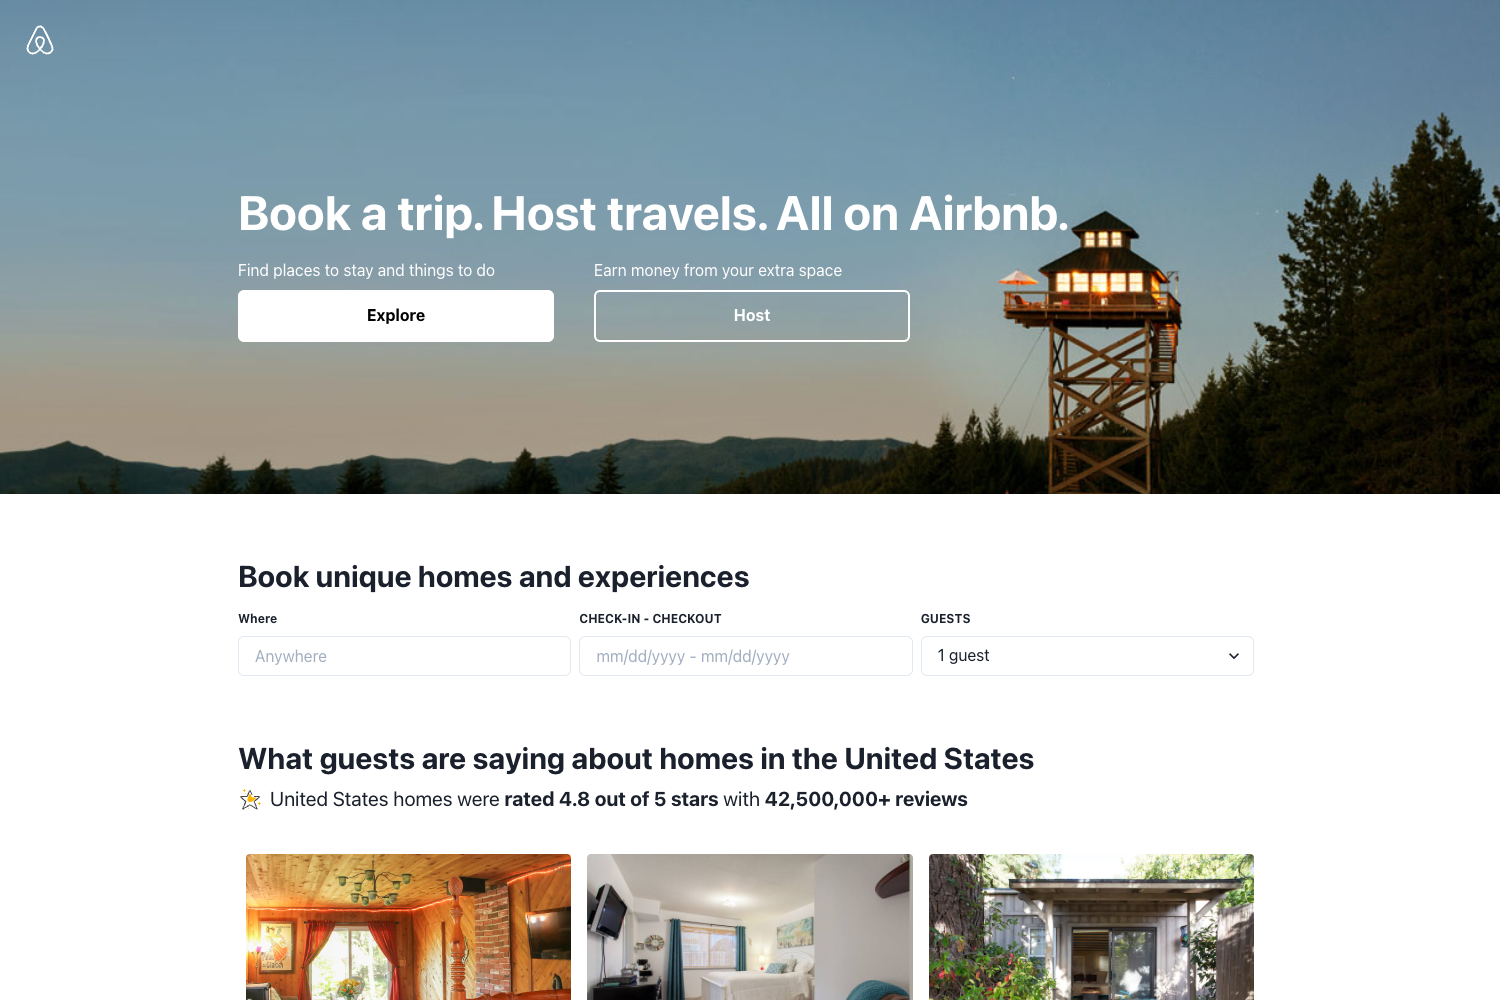 Book a trip. Host travels. All on Airbnb.
Find places to stay and things to do
Earn money from your extra space
Explore
Host
Book unique homes and experiences
Where
CHECK-IN - CHECKOUT
GUESTS
Anywhere
mm/dd/yyyy - mm/dd/yyyy
1 guest
What guests are saying about homes in the United States
United States homes were rated 4.8 out of 5 stars with 42,500,000+ reviews